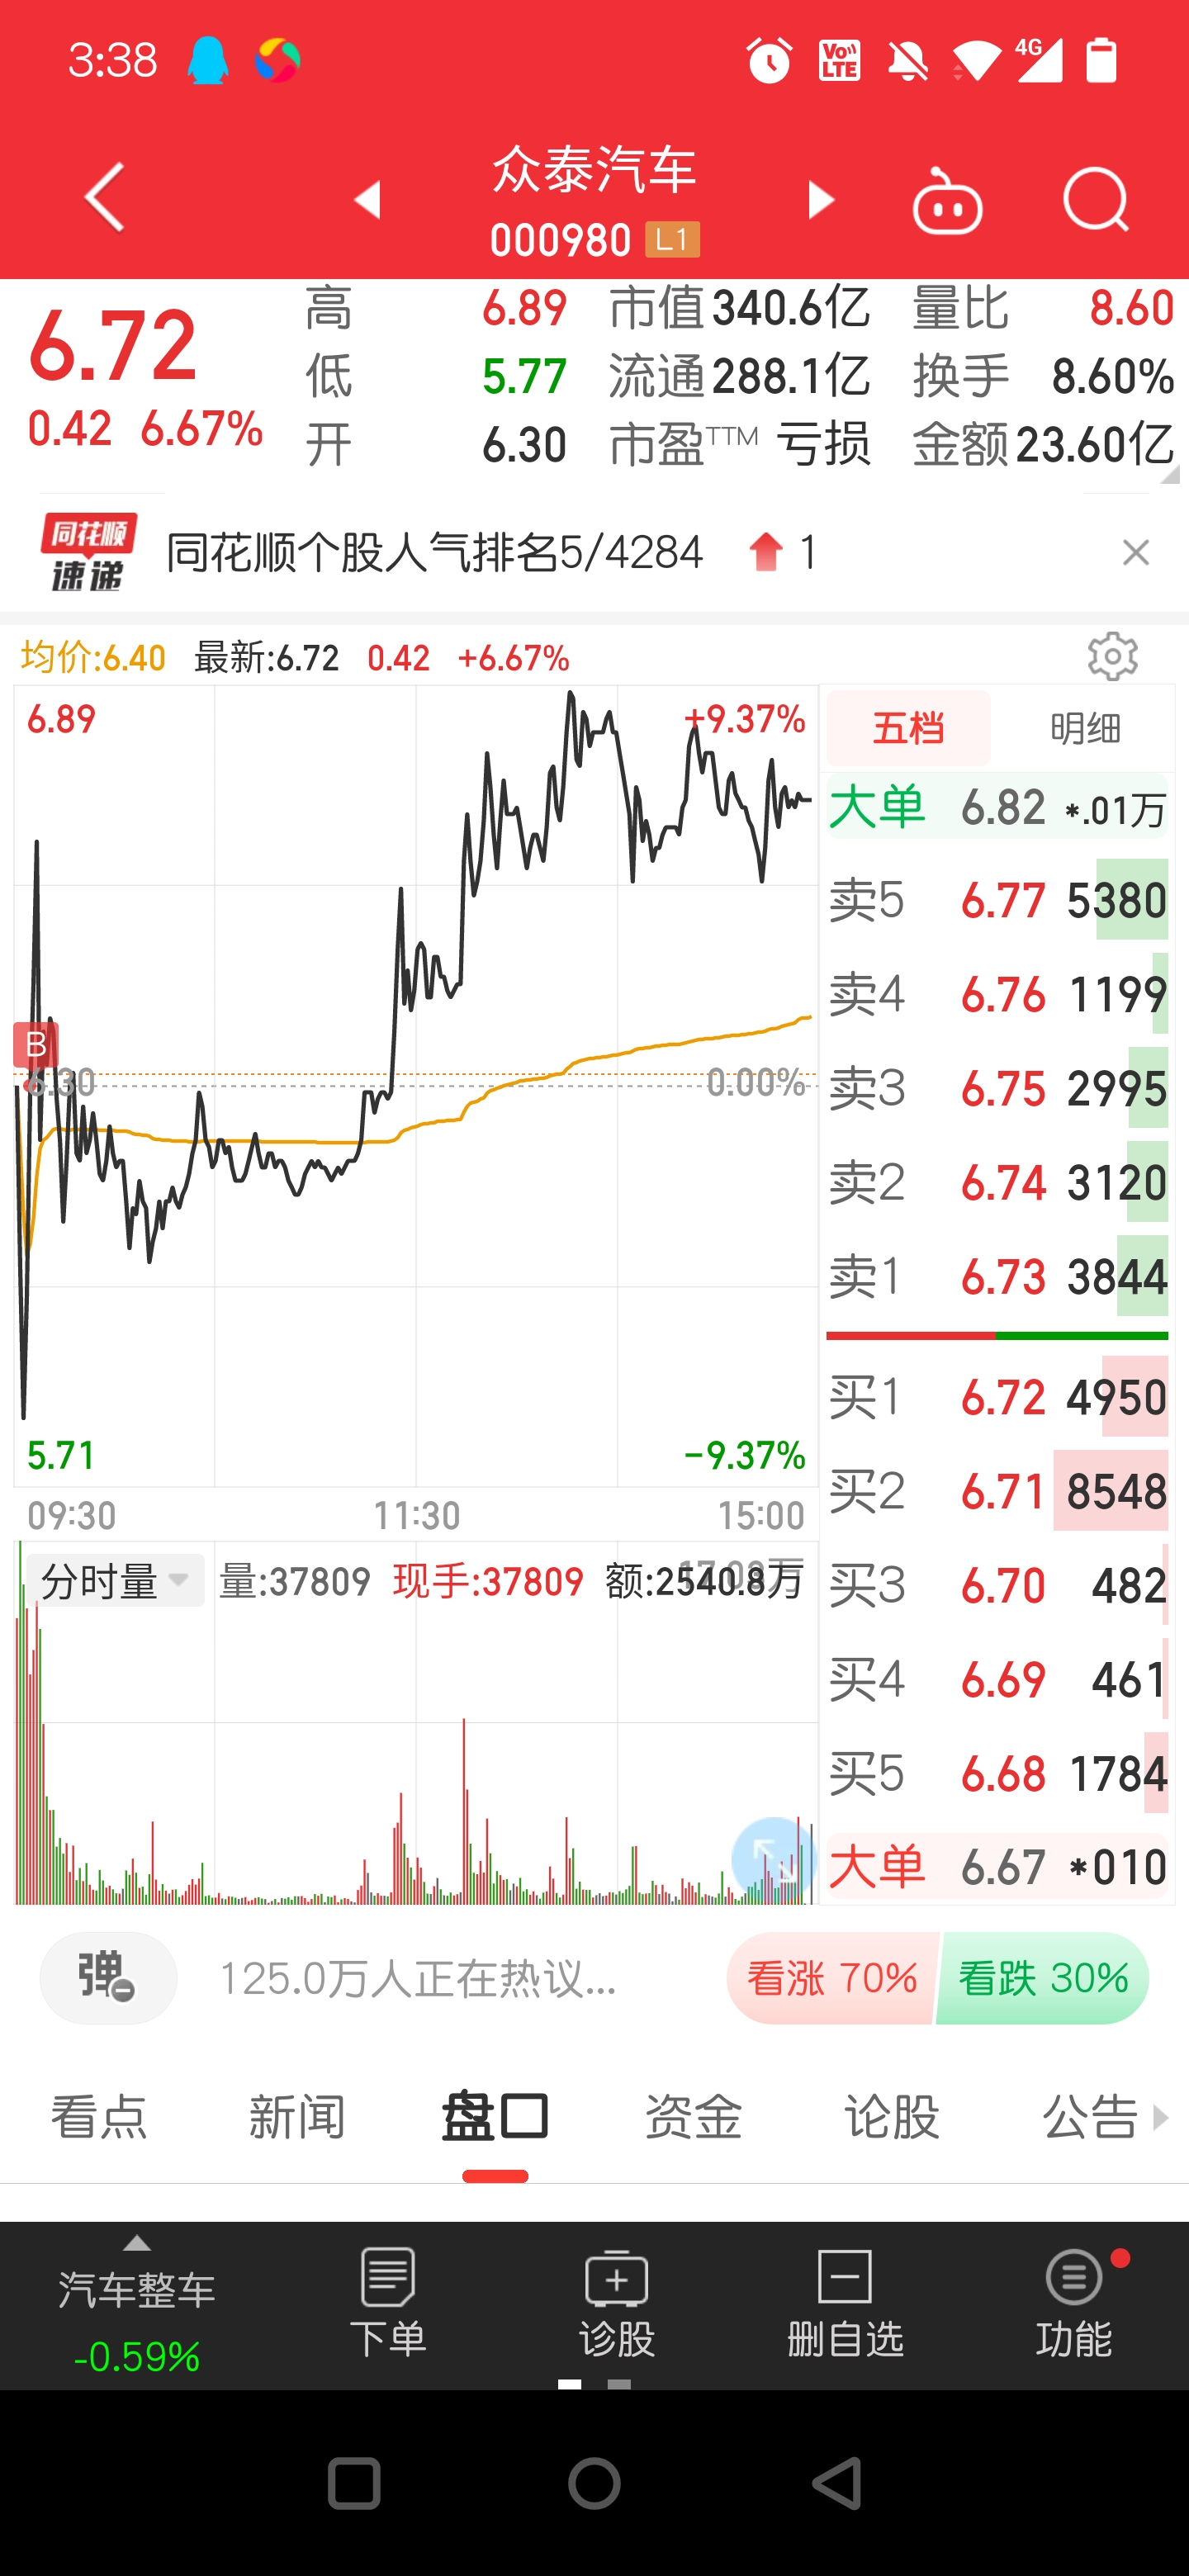 3:38
Vo LTE
4G
众泰汽车
000980 L1
6.72
0.42 6.67%
高 6.89 市值 340.6亿 量比 8.60
低 5.77 流通 288.1亿 换手 8.60%
开 6.30 市盈TTM 亏损 金额 23.60亿
同花顺
速递
同花顺个股人气排名5/4284 1
均价:6.40 最新:6.72 0.42 +6.67%
6.89 +9.37%
B
6.30 0.00%
5.71 -9.37%
09:30 11:30 15:00
分时量 量:37809 现手:37809 额:2540.8万
五档 明细
大单 6.82 *.01万
卖5 6.77 5380
卖4 6.76 1199
卖3 6.75 2995
卖2 6.74 3120
卖1 6.73 3844
买1 6.72 4950
买2 6.71 8548
买3 6.70 482
买4 6.69 461
买5 6.68 1784
大单 6.67 *010
弹 125.0万人正在热议... 看涨 70% 看跌 30%
看点 新闻 盘口 资金 论股 公告
汽车整车 下单 诊股 删自选 功能
-0.59%